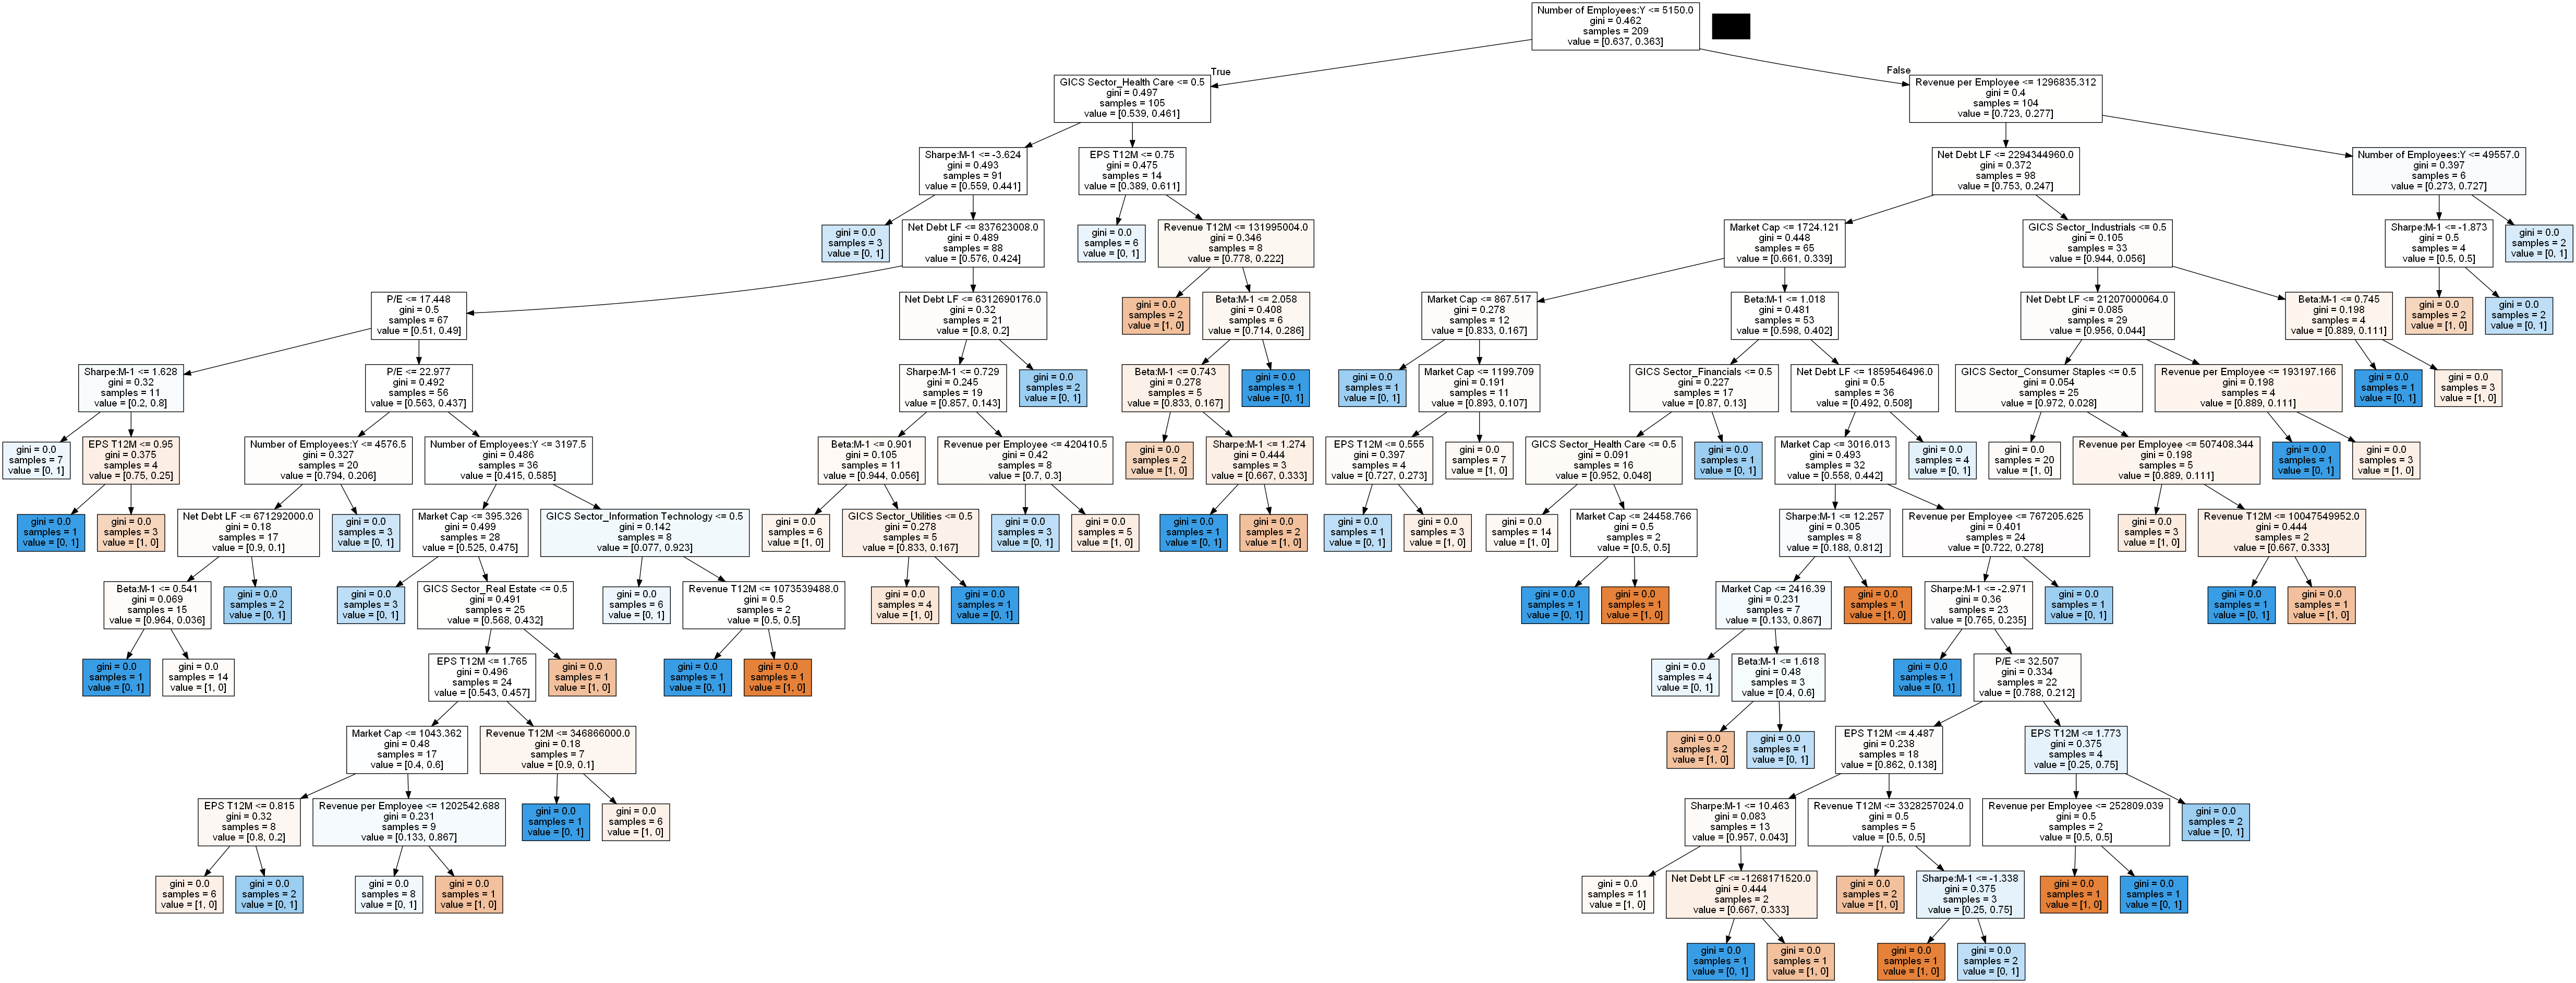 Number of Employees:Y <= 5150.0
gini = 0.462
samples = 209
value = [0.637, 0.363]
True
False
GICS Sector_Health Care <= 0.5
gini = 0.497
samples = 105
value = [0.539, 0.461]
Revenue per Employee <= 1296835.312
gini = 0.4
samples = 104
value = [0.723, 0.277]
Sharpe:M-1 <= -3.624
gini = 0.493
samples = 91
value = [0.559, 0.441]
EPS T12M <= 0.75
gini = 0.475
samples = 14
value = [0.389, 0.611]
Net Debt LF <= 2294344960.0
gini = 0.372
samples = 98
value = [0.753, 0.247]
Number of Employees:Y <= 49557.0
gini = 0.397
samples = 6
value = [0.273, 0.727]
gini = 0.0
samples = 3
value = [0, 1]
Net Debt LF <= 837623008.0
gini = 0.489
samples = 88
value = [0.576, 0.424]
gini = 0.0
samples = 6
value = [0, 1]
Revenue T12M <= 131995004.0
gini = 0.346
samples = 8
value = [0.778, 0.222]
Market Cap <= 1724.121
gini = 0.448
samples = 65
value = [0.661, 0.339]
GICS Sector_Industrials <= 0.5
gini = 0.105
samples = 33
value = [0.944, 0.056]
Sharpe:M-1 <= -1.873
gini = 0.5
samples = 4
value = [0.5, 0.5]
gini = 0.0
samples = 2
value = [0, 1]
P/E <= 17.448
gini = 0.5
samples = 67
value = [0.51, 0.49]
Net Debt LF <= 6312690176.0
gini = 0.32
samples = 21
value = [0.8, 0.2]
gini = 0.0
samples = 2
value = [1, 0]
Beta:M-1 <= 2.058
gini = 0.408
samples = 6
value = [0.714, 0.286]
Market Cap <= 867.517
gini = 0.278
samples = 12
value = [0.833, 0.167]
Beta:M-1 <= 1.018
gini = 0.481
samples = 53
value = [0.598, 0.402]
Net Debt LF <= 21207000064.0
gini = 0.085
samples = 29
value = [0.956, 0.044]
Beta:M-1 <= 0.745
gini = 0.198
samples = 4
value = [0.889, 0.111]
gini = 0.0
samples = 2
value = [1, 0]
gini = 0.0
samples = 2
value = [0, 1]
Sharpe:M-1 <= 1.628
gini = 0.32
samples = 11
value = [0.2, 0.8]
P/E <= 22.977
gini = 0.492
samples = 56
value = [0.563, 0.437]
Sharpe:M-1 <= 0.729
gini = 0.245
samples = 19
value = [0.857, 0.143]
gini = 0.0
samples = 2
value = [0, 1]
Beta:M-1 <= 0.743
gini = 0.278
samples = 5
value = [0.833, 0.167]
gini = 0.0
samples = 1
value = [0, 1]
gini = 0.0
samples = 1
value = [0, 1]
Market Cap <= 1199.709
gini = 0.191
samples = 11
value = [0.893, 0.107]
GICS Sector_Financials <= 0.5
gini = 0.227
samples = 17
value = [0.87, 0.13]
Net Debt LF <= 1859546496.0
gini = 0.5
samples = 36
value = [0.492, 0.508]
GICS Sector_Consumer Staples <= 0.5
gini = 0.054
samples = 25
value = [0.972, 0.028]
Revenue per Employee <= 193197.166
gini = 0.198
samples = 4
value = [0.889, 0.111]
gini = 0.0
samples = 1
value = [0, 1]
gini = 0.0
samples = 3
value = [1, 0]
gini = 0.0
samples = 7
value = [0, 1]
EPS T12M <= 0.95
gini = 0.375
samples = 4
value = [0.75, 0.25]
Number of Employees:Y <= 4576.5
gini = 0.327
samples = 20
value = [0.794, 0.206]
Number of Employees:Y <= 3197.5
gini = 0.486
samples = 36
value = [0.415, 0.585]
Beta:M-1 <= 0.901
gini = 0.105
samples = 11
value = [0.944, 0.056]
Revenue per Employee <= 420410.5
gini = 0.42
samples = 8
value = [0.7, 0.3]
gini = 0.0
samples = 2
value = [1, 0]
Sharpe:M-1 <= 1.274
gini = 0.444
samples = 3
value = [0.667, 0.333]
EPS T12M <= 0.555
gini = 0.397
samples = 4
value = [0.727, 0.273]
gini = 0.0
samples = 7
value = [1, 0]
GICS Sector_Health Care <= 0.5
gini = 0.091
samples = 16
value = [0.952, 0.048]
gini = 0.0
samples = 1
value = [0, 1]
Market Cap <= 3016.013
gini = 0.493
samples = 32
value = [0.558, 0.442]
gini = 0.0
samples = 4
value = [0, 1]
gini = 0.0
samples = 20
value = [1, 0]
Revenue per Employee <= 507408.344
gini = 0.198
samples = 5
value = [0.889, 0.111]
gini = 0.0
samples = 1
value = [0, 1]
gini = 0.0
samples = 3
value = [1, 0]
gini = 0.0
samples = 1
value = [0, 1]
gini = 0.0
samples = 3
value = [1, 0]
Net Debt LF <= 671292000.0
gini = 0.18
samples = 17
value = [0.9, 0.1]
gini = 0.0
samples = 3
value = [0, 1]
Market Cap <= 395.326
gini = 0.499
samples = 28
value = [0.525, 0.475]
GICS Sector_Information Technology <= 0.5
gini = 0.142
samples = 8
value = [0.077, 0.923]
gini = 0.0
samples = 6
value = [1, 0]
GICS Sector_Utilities <= 0.5
gini = 0.278
samples = 5
value = [0.833, 0.167]
gini = 0.0
samples = 3
value = [0, 1]
gini = 0.0
samples = 5
value = [1, 0]
gini = 0.0
samples = 1
value = [0, 1]
gini = 0.0
samples = 2
value = [1, 0]
gini = 0.0
samples = 1
value = [0, 1]
gini = 0.0
samples = 3
value = [1, 0]
gini = 0.0
samples = 14
value = [1, 0]
Market Cap <= 24458.766
gini = 0.5
samples = 2
value = [0.5, 0.5]
Sharpe:M-1 <= 12.257
gini = 0.305
samples = 8
value = [0.188, 0.812]
Revenue per Employee <= 767205.625
gini = 0.401
samples = 24
value = [0.722, 0.278]
gini = 0.0
samples = 3
value = [1, 0]
Revenue T12M <= 10047549952.0
gini = 0.444
samples = 2
value = [0.667, 0.333]
Beta:M-1 <= 0.541
gini = 0.069
samples = 15
value = [0.964, 0.036]
gini = 0.0
samples = 2
value = [0, 1]
gini = 0.0
samples = 3
value = [0, 1]
GICS Sector_Real Estate <= 0.5
gini = 0.491
samples = 25
value = [0.568, 0.432]
gini = 0.0
samples = 6
value = [0, 1]
Revenue T12M <= 1073539488.0
gini = 0.5
samples = 2
value = [0.5, 0.5]
gini = 0.0
samples = 4
value = [1, 0]
gini = 0.0
samples = 1
value = [0, 1]
gini = 0.0
samples = 1
value = [0, 1]
gini = 0.0
samples = 1
value = [1, 0]
Market Cap <= 2416.39
gini = 0.231
samples = 7
value = [0.133, 0.867]
gini = 0.0
samples = 1
value = [1, 0]
Sharpe:M-1 <= -2.971
gini = 0.36
samples = 23
value = [0.765, 0.235]
gini = 0.0
samples = 1
value = [0, 1]
gini = 0.0
samples = 1
value = [0, 1]
gini = 0.0
samples = 1
value = [1, 0]
gini = 0.0
samples = 1
value = [0, 1]
gini = 0.0
samples = 14
value = [1, 0]
EPS T12M <= 1.765
gini = 0.496
samples = 24
value = [0.543, 0.457]
gini = 0.0
samples = 1
value = [1, 0]
gini = 0.0
samples = 1
value = [0, 1]
gini = 0.0
samples = 1
value = [1, 0]
gini = 0.0
samples = 4
value = [0, 1]
Beta:M-1 <= 1.618
gini = 0.48
samples = 3
value = [0.4, 0.6]
gini = 0.0
samples = 1
value = [0, 1]
P/E <= 32.507
gini = 0.334
samples = 22
value = [0.788, 0.212]
Market Cap <= 1043.362
gini = 0.48
samples = 17
value = [0.4, 0.6]
Revenue T12M <= 346866000.0
gini = 0.18
samples = 7
value = [0.9, 0.1]
gini = 0.0
samples = 2
value = [1, 0]
gini = 0.0
samples = 1
value = [0, 1]
EPS T12M <= 4.487
gini = 0.238
samples = 18
value = [0.862, 0.138]
EPS T12M <= 1.773
gini = 0.375
samples = 4
value = [0.25, 0.75]
EPS T12M <= 0.815
gini = 0.32
samples = 8
value = [0.8, 0.2]
Revenue per Employee <= 1202542.688
gini = 0.231
samples = 9
value = [0.133, 0.867]
gini = 0.0
samples = 1
value = [0, 1]
gini = 0.0
samples = 6
value = [1, 0]
Sharpe:M-1 <= 10.463
gini = 0.083
samples = 13
value = [0.957, 0.043]
Revenue T12M <= 3328257024.0
gini = 0.5
samples = 5
value = [0.5, 0.5]
Revenue per Employee <= 252809.039
gini = 0.5
samples = 2
value = [0.5, 0.5]
gini = 0.0
samples = 2
value = [0, 1]
gini = 0.0
samples = 6
value = [1, 0]
gini = 0.0
samples = 2
value = [0, 1]
gini = 0.0
samples = 8
value = [0, 1]
gini = 0.0
samples = 1
value = [1, 0]
gini = 0.0
samples = 11
value = [1, 0]
Net Debt LF <= -1268171520.0
gini = 0.444
samples = 2
value = [0.667, 0.333]
gini = 0.0
samples = 2
value = [1, 0]
Sharpe:M-1 <= -1.338
gini = 0.375
samples = 3
value = [0.25, 0.75]
gini = 0.0
samples = 1
value = [1, 0]
gini = 0.0
samples = 1
value = [0, 1]
gini = 0.0
samples = 1
value = [0, 1]
gini = 0.0
samples = 1
value = [1, 0]
gini = 0.0
samples = 1
value = [1, 0]
gini = 0.0
samples = 2
value = [0, 1]